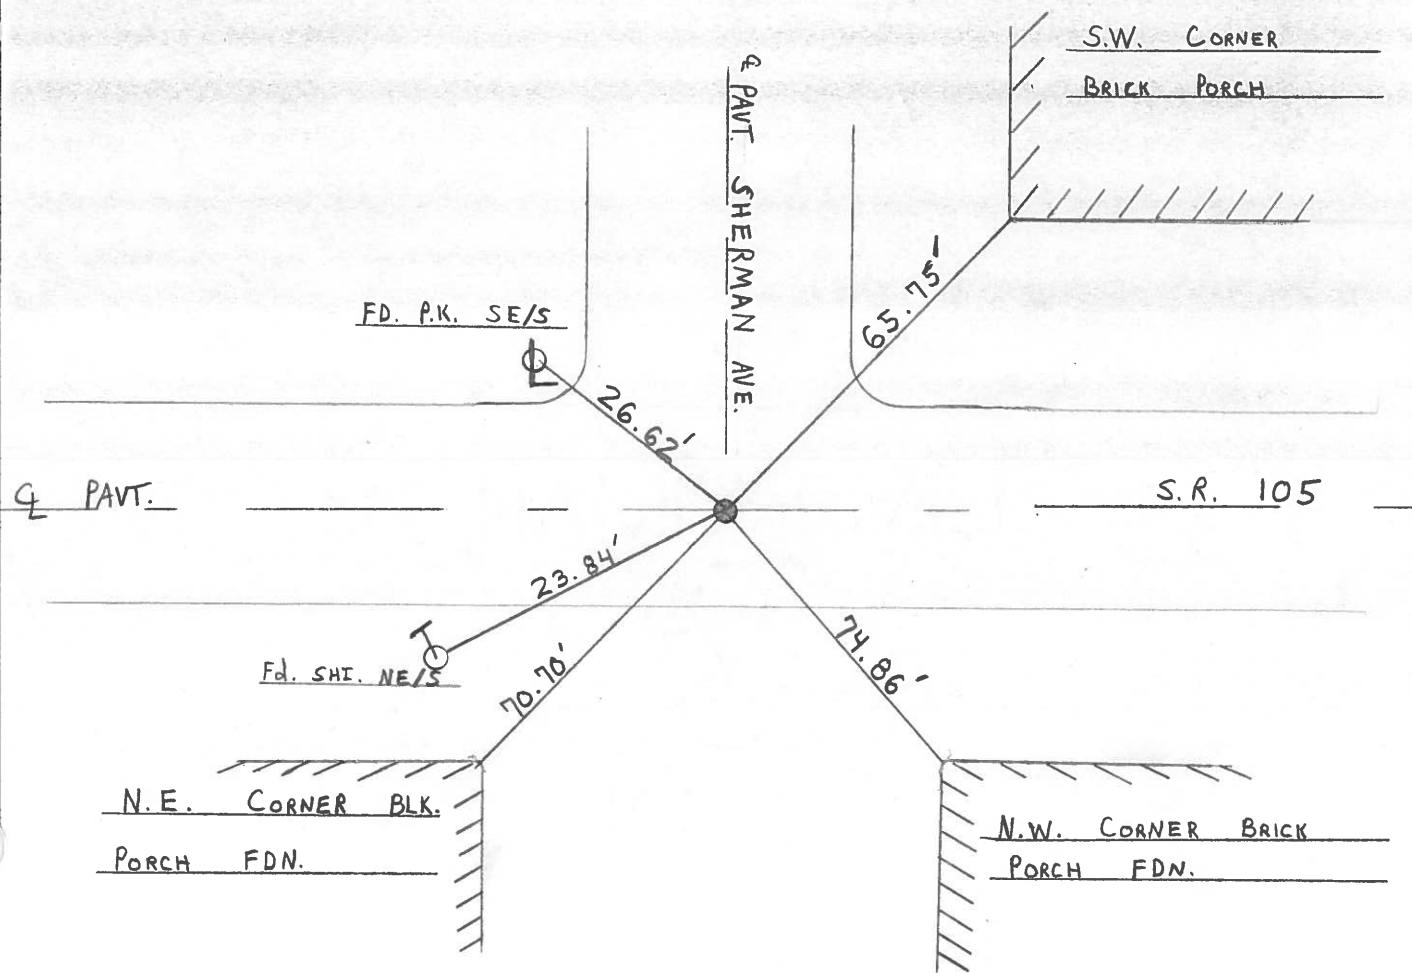 S.W. CORNER
BRICK PORCH
℄ PAVT. SHERMAN AVE.
65.75'
FD. P.K. SE/S
26.62'
℄ PAVT.
S.R. 105
23.84'
Fd. SHI. NE/S
70.70'
74.86'
N.E. CORNER BLK.
PORCH FDN.
N.W. CORNER BRICK
PORCH FDN.